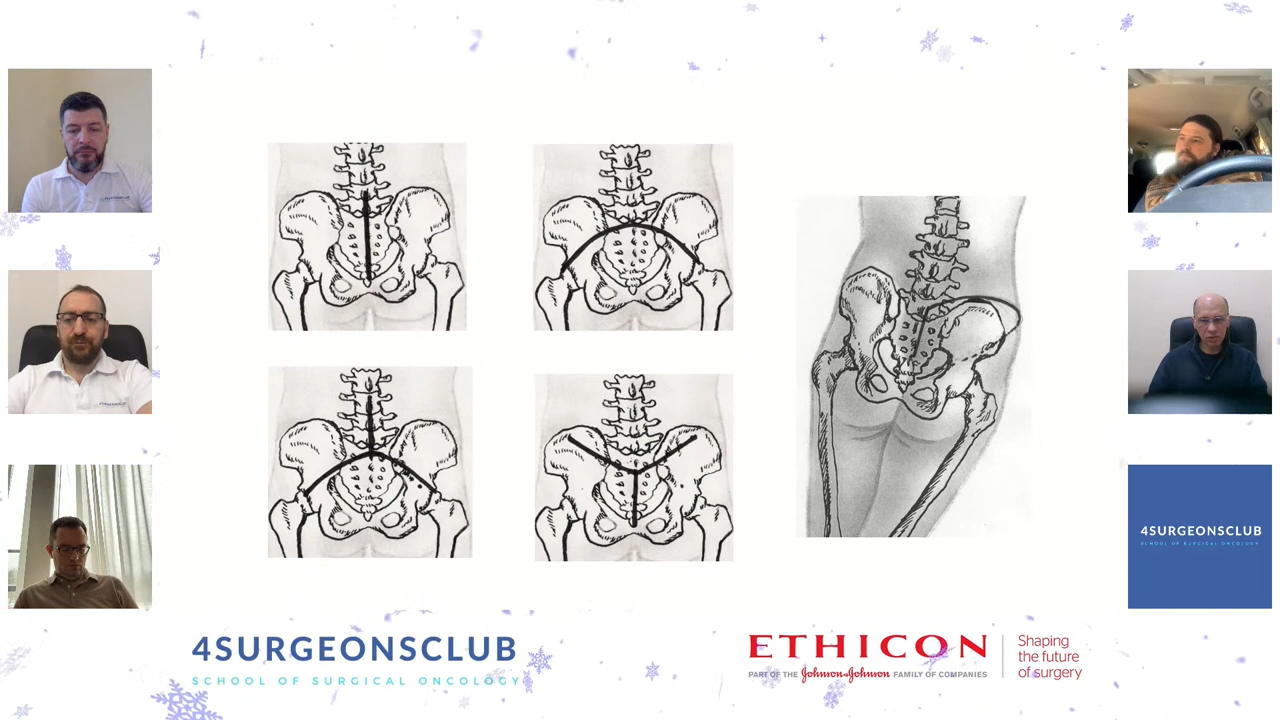 4SURGEONSCLUB
SCHOOL OF SURGICAL ONCOLOGY
4SURGEONSCLUB
SCHOOL OF SURGICAL ONCOLOGY
ETHICON
PART OF THE Johnson & Johnson FAMILY OF COMPANIES
Shaping
the future
of surgery